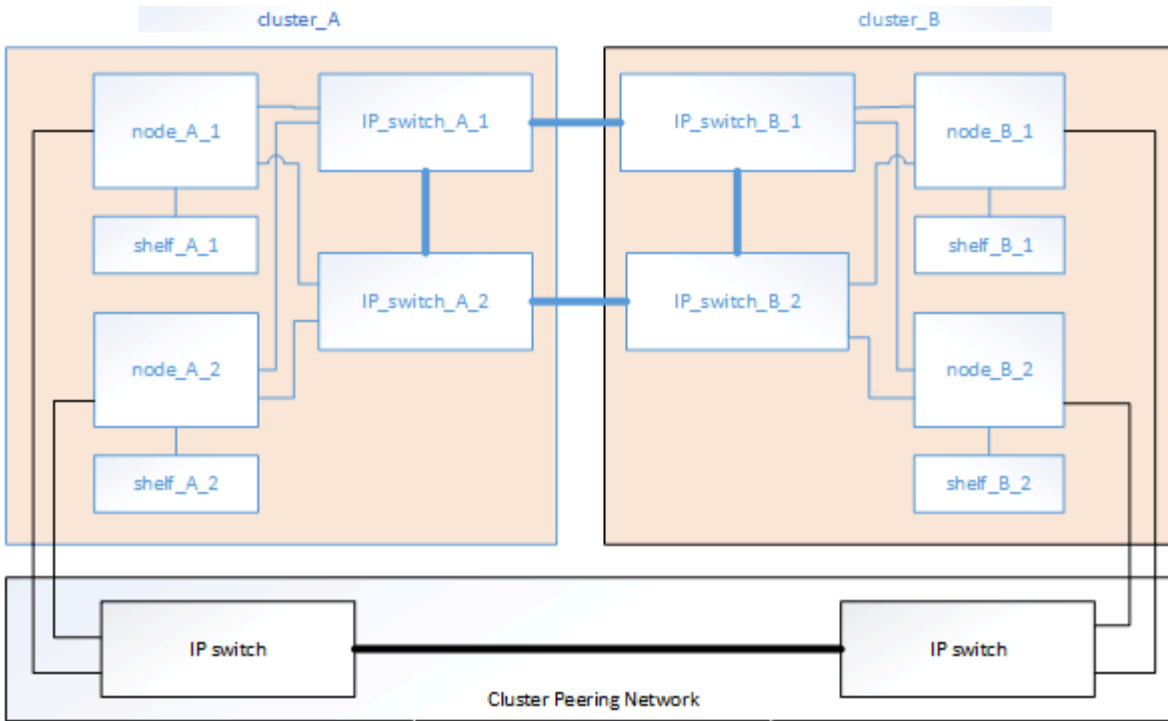 cluster_A
cluster_B
node_A_1
IP_switch_A_1
IP_switch_B_1
node_B_1
shelf_A_1
shelf_B_1
IP_switch_A_2
IP_switch_B_2
node_A_2
node_B_2
shelf_A_2
shelf_B_2
IP switch
IP switch
Cluster Peering Network